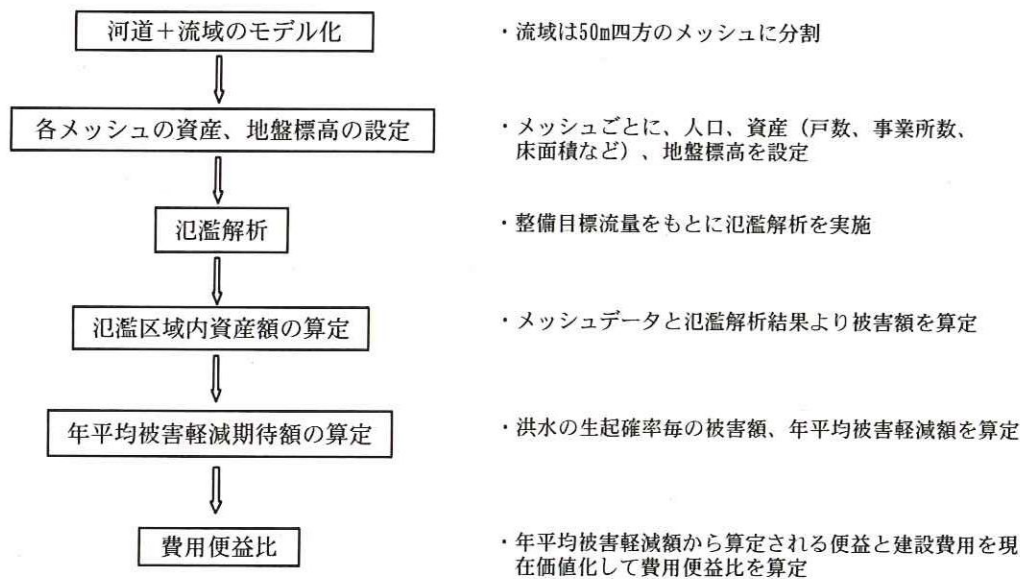 河道＋流域のモデル化
・流域は50m四方のメッシュに分割
各メッシュの資産、地盤標高の設定
・メッシュごとに、人口、資産（戸数、事業所数、
床面積など）、地盤標高を設定
氾濫解析
・整備目標流量をもとに氾濫解析を実施
氾濫区域内資産額の算定
・メッシュデータと氾濫解析結果より被害額を算定
年平均被害軽減期待額の算定
・洪水の生起確率毎の被害額、年平均被害軽減額を算定
費用便益比
・年平均被害軽減額から算定される便益と建設費用を現
在価値化して費用便益比を算定